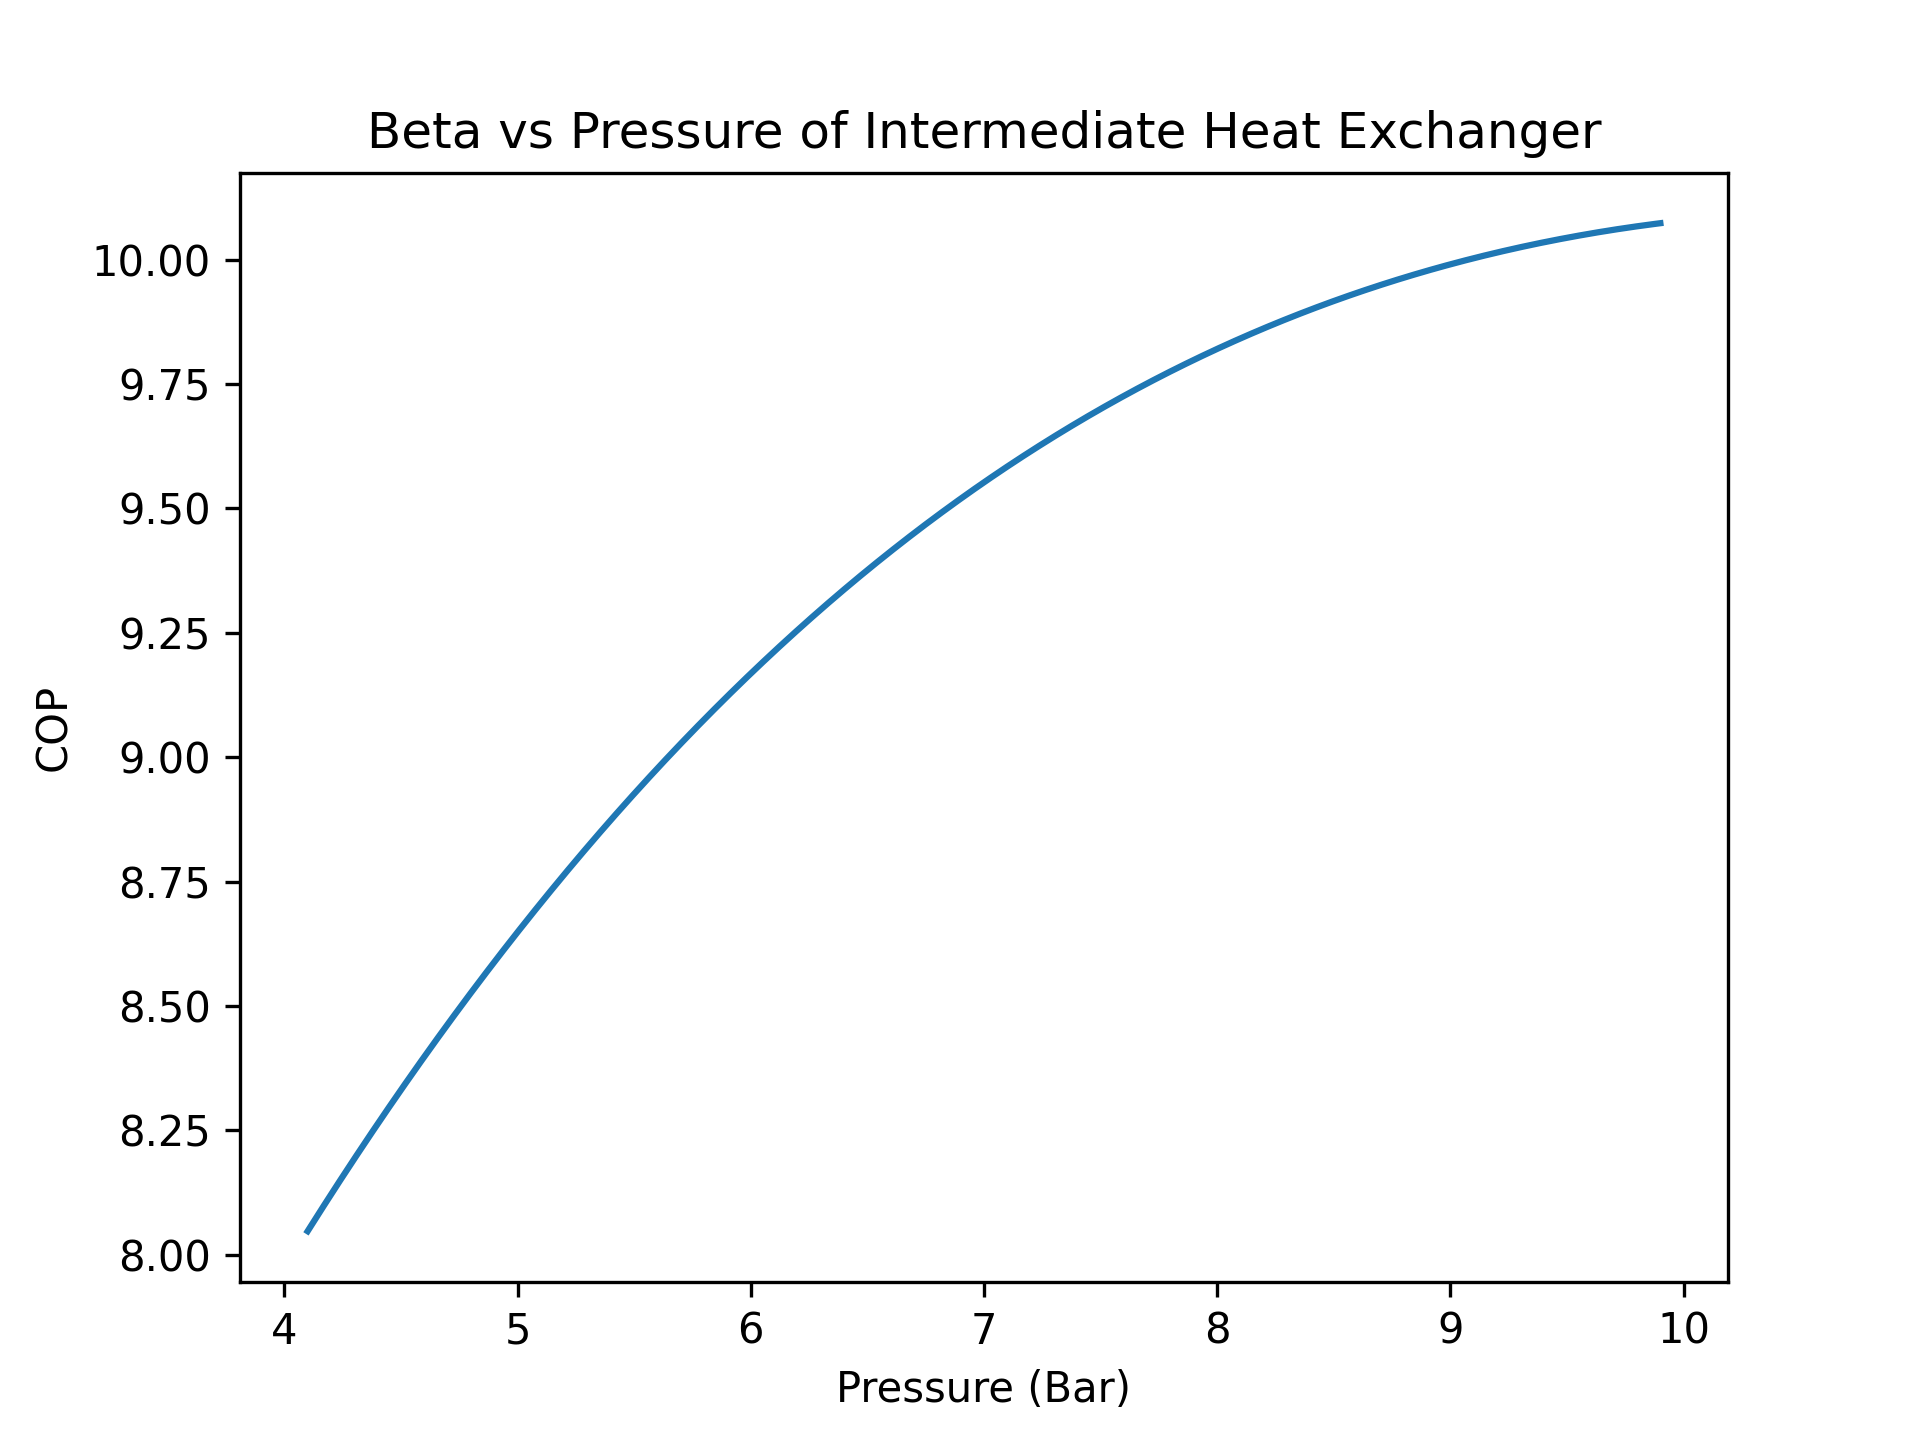 Beta vs Pressure of Intermediate Heat Exchanger
10.00
9.75
9.50
9.25
9.00
8.75
8.50
8.25
8.00
COP
4 5 6 7 8 9 10
Pressure (Bar)